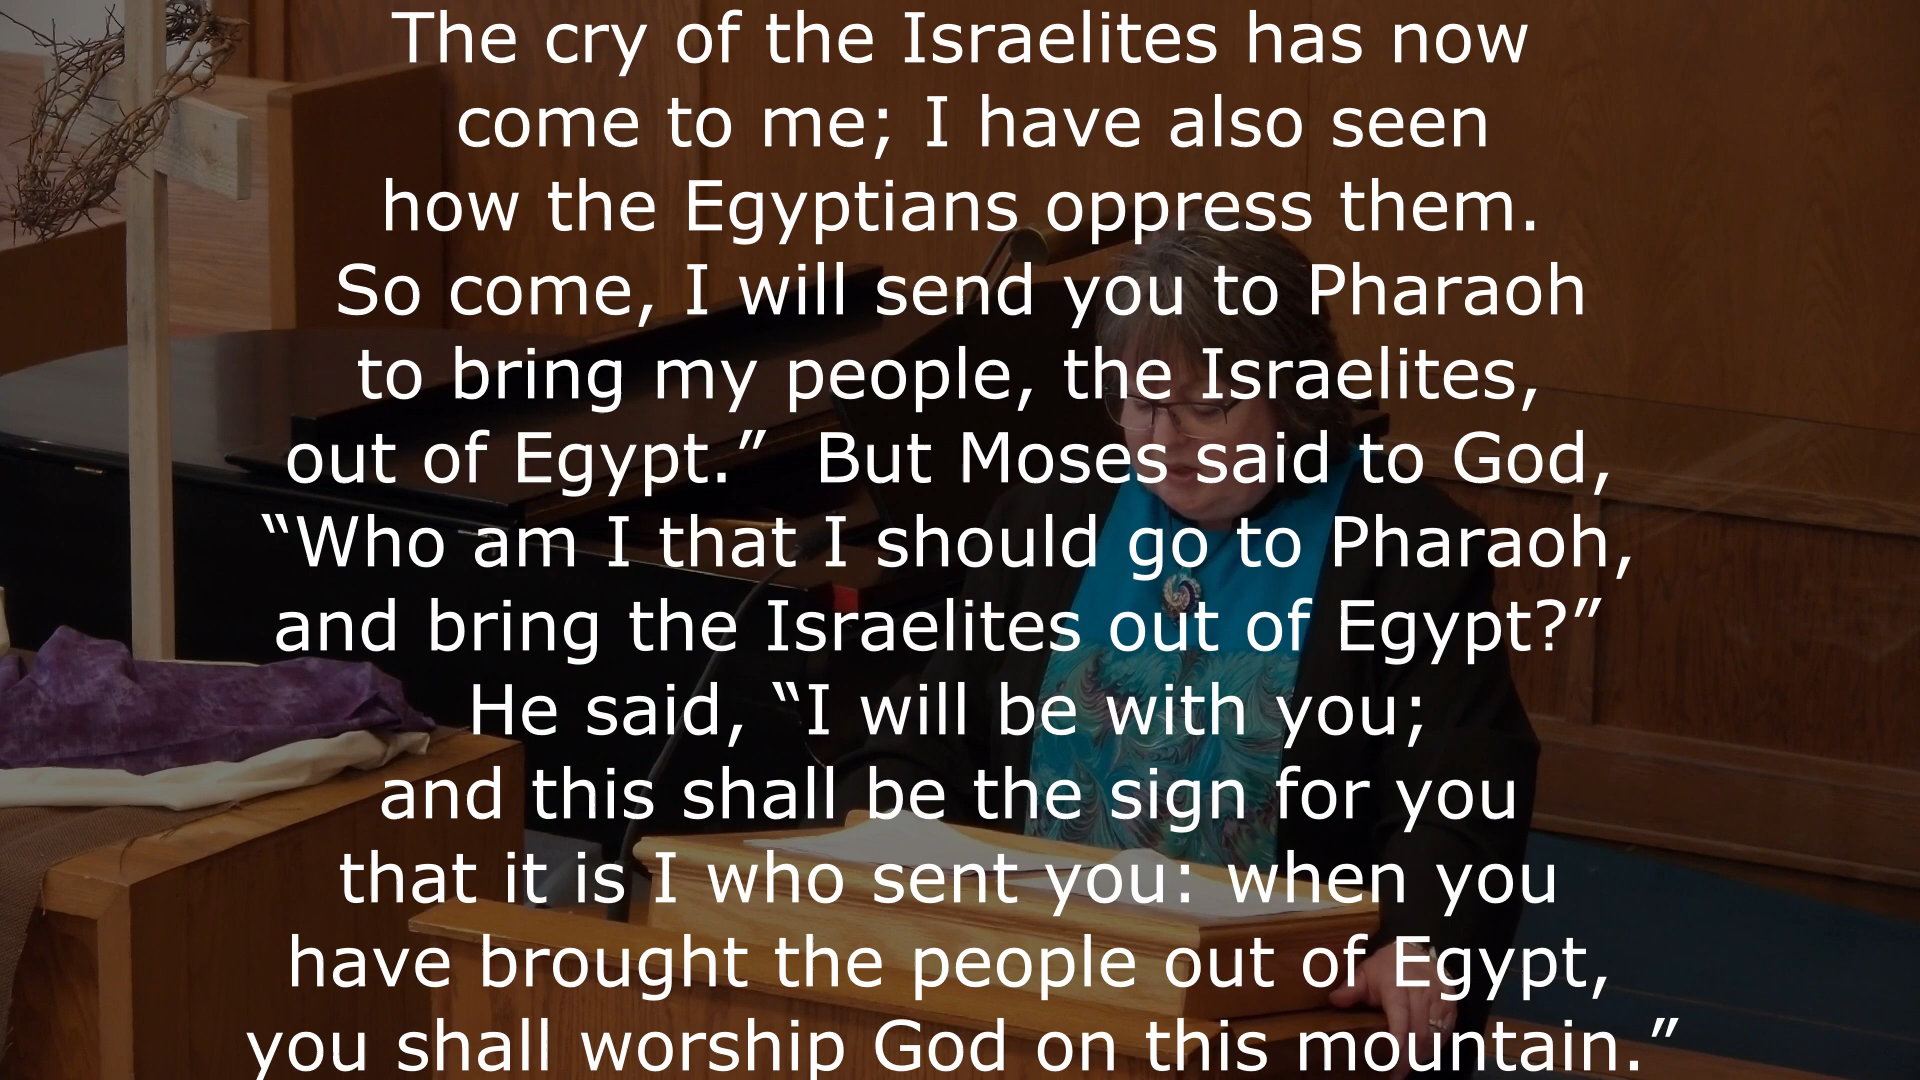 The cry of the Israelites has now
come to me; I have also seen
how the Egyptians oppress them.
So come, I will send you to Pharaoh
to bring my people, the Israelites,
out of Egypt.”  But Moses said to God,
“Who am I that I should go to Pharaoh,
and bring the Israelites out of Egypt?”
He said, “I will be with you;
and this shall be the sign for you
that it is I who sent you: when you
have brought the people out of Egypt,
you shall worship God on this mountain.”